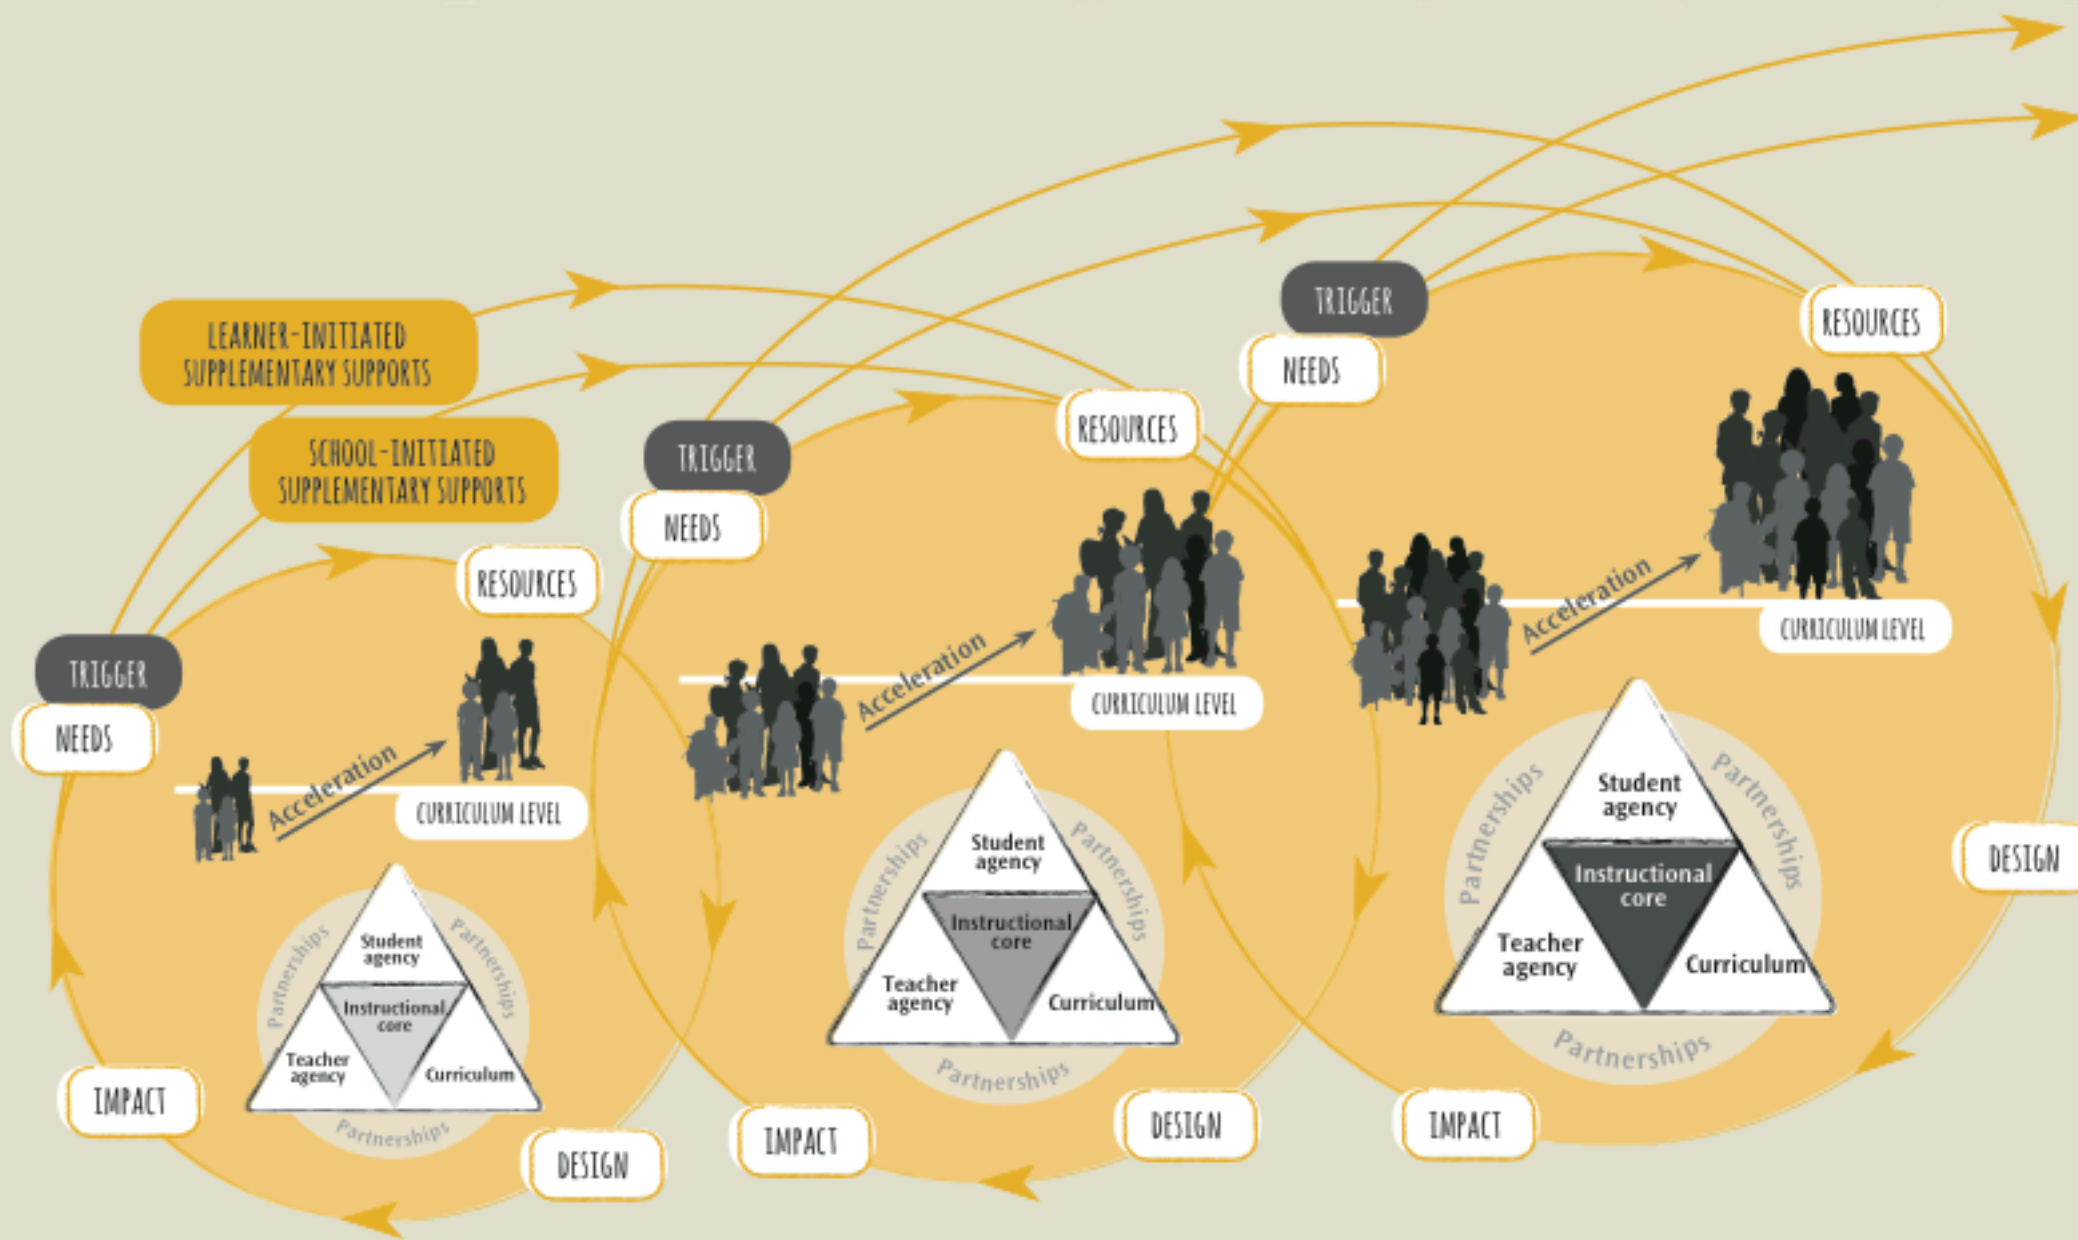 LEARNER-INITIATED
SUPPLEMENTARY SUPPORTS
SCHOOL-INITIATED
SUPPLEMENTARY SUPPORTS
TRIGGER
NEEDS
RESOURCES
Acceleration
CURRICULUM LEVEL
Student
agency
Instructional
core
Teacher
agency
Curriculum
Partnerships
Partnerships
Partnerships
IMPACT
DESIGN
TRIGGER
NEEDS
RESOURCES
Acceleration
CURRICULUM LEVEL
Student
agency
Instructional
core
Teacher
agency
Curriculum
Partnerships
Partnerships
Partnerships
IMPACT
DESIGN
TRIGGER
NEEDS
RESOURCES
Acceleration
CURRICULUM LEVEL
Student
agency
Instructional
core
Teacher
agency
Curriculum
Partnerships
Partnerships
Partnerships
IMPACT
DESIGN